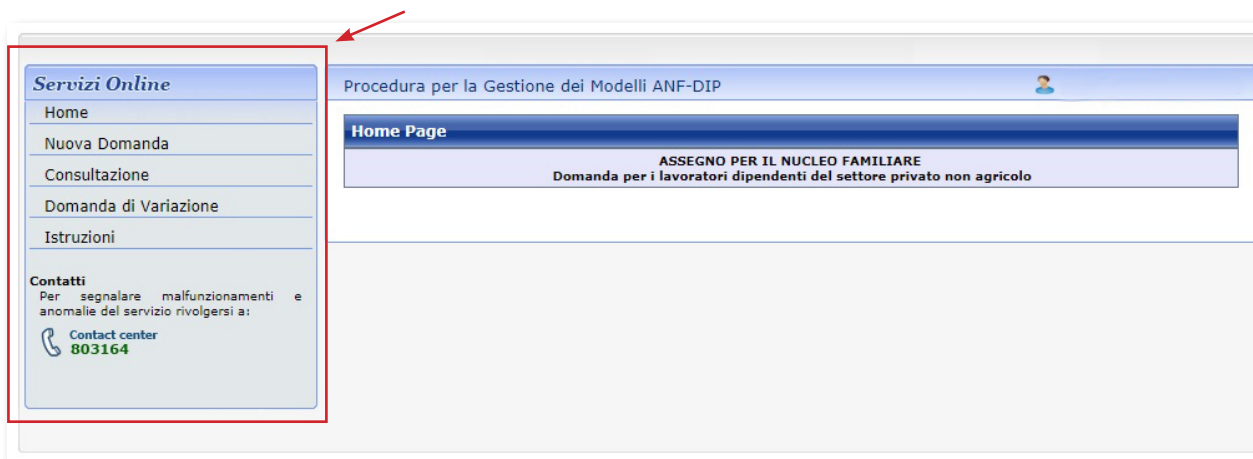 Servizi Online
Home
Nuova Domanda
Consultazione
Domanda di Variazione
Istruzioni
Contatti
Per segnalare malfunzionamenti e
anomalie del servizio rivolgersi a:
Contact center
803164
Procedura per la Gestione dei Modelli ANF-DIP
Home Page
ASSEGNO PER IL NUCLEO FAMILIARE
Domanda per i lavoratori dipendenti del settore privato non agricolo